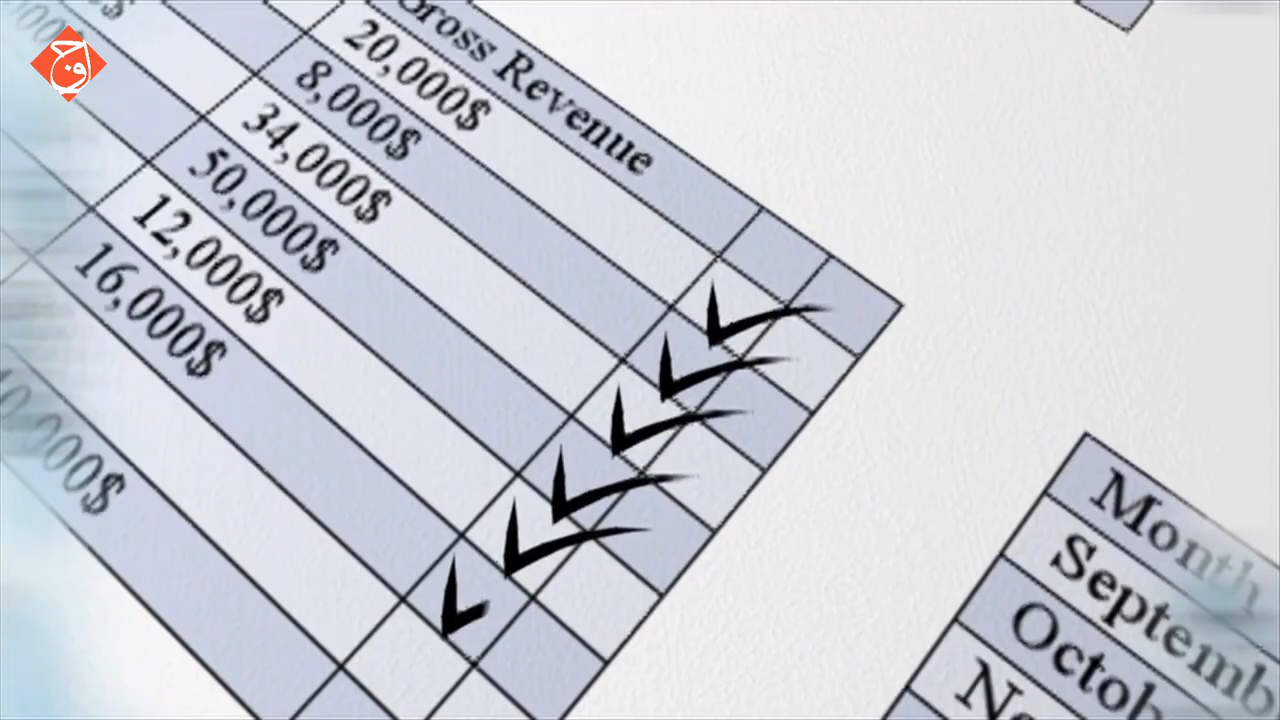 Gross Revenue
20,000$
8,000$
34,000$
50,000$
12,000$
16,000$
Month
Septemb
Octob